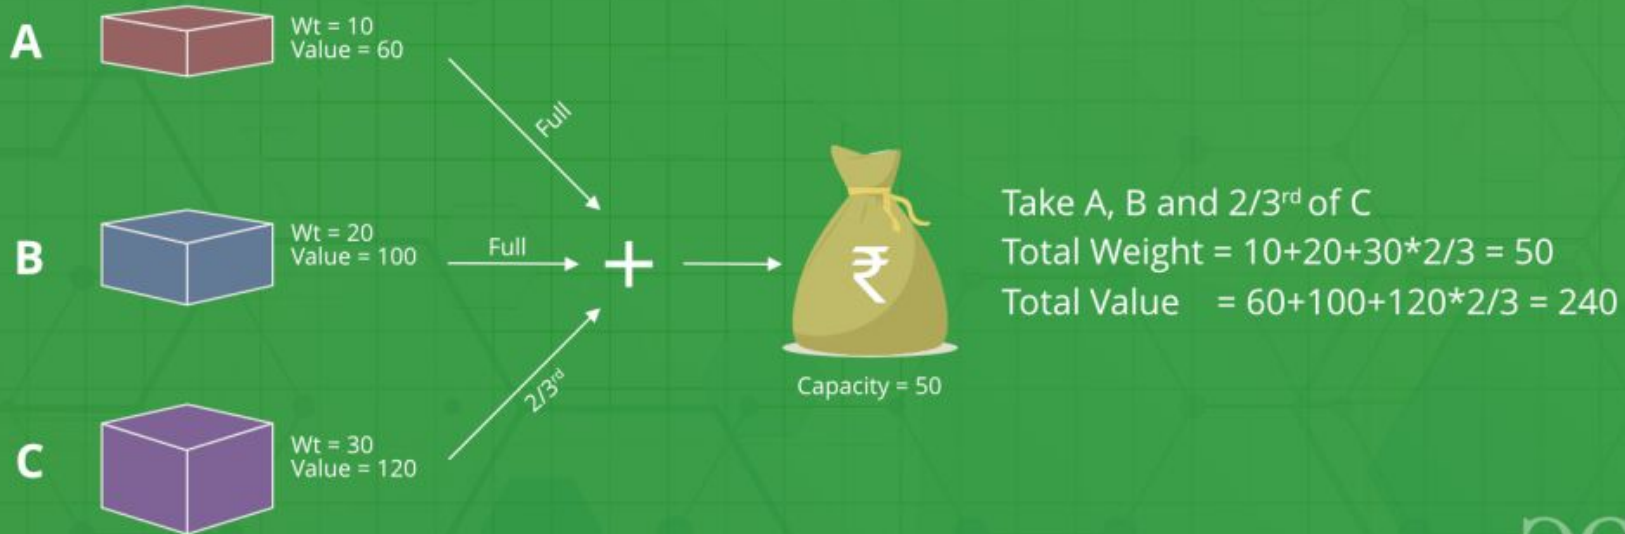 A
Wt = 10
Value = 60
Full
B
Wt = 20
Value = 100
Full
+
₹
Capacity = 50
Take A, B and 2/3rd of C
Total Weight = 10+20+30*2/3 = 50
Total Value = 60+100+120*2/3 = 240
2/3rd
C
Wt = 30
Value = 120